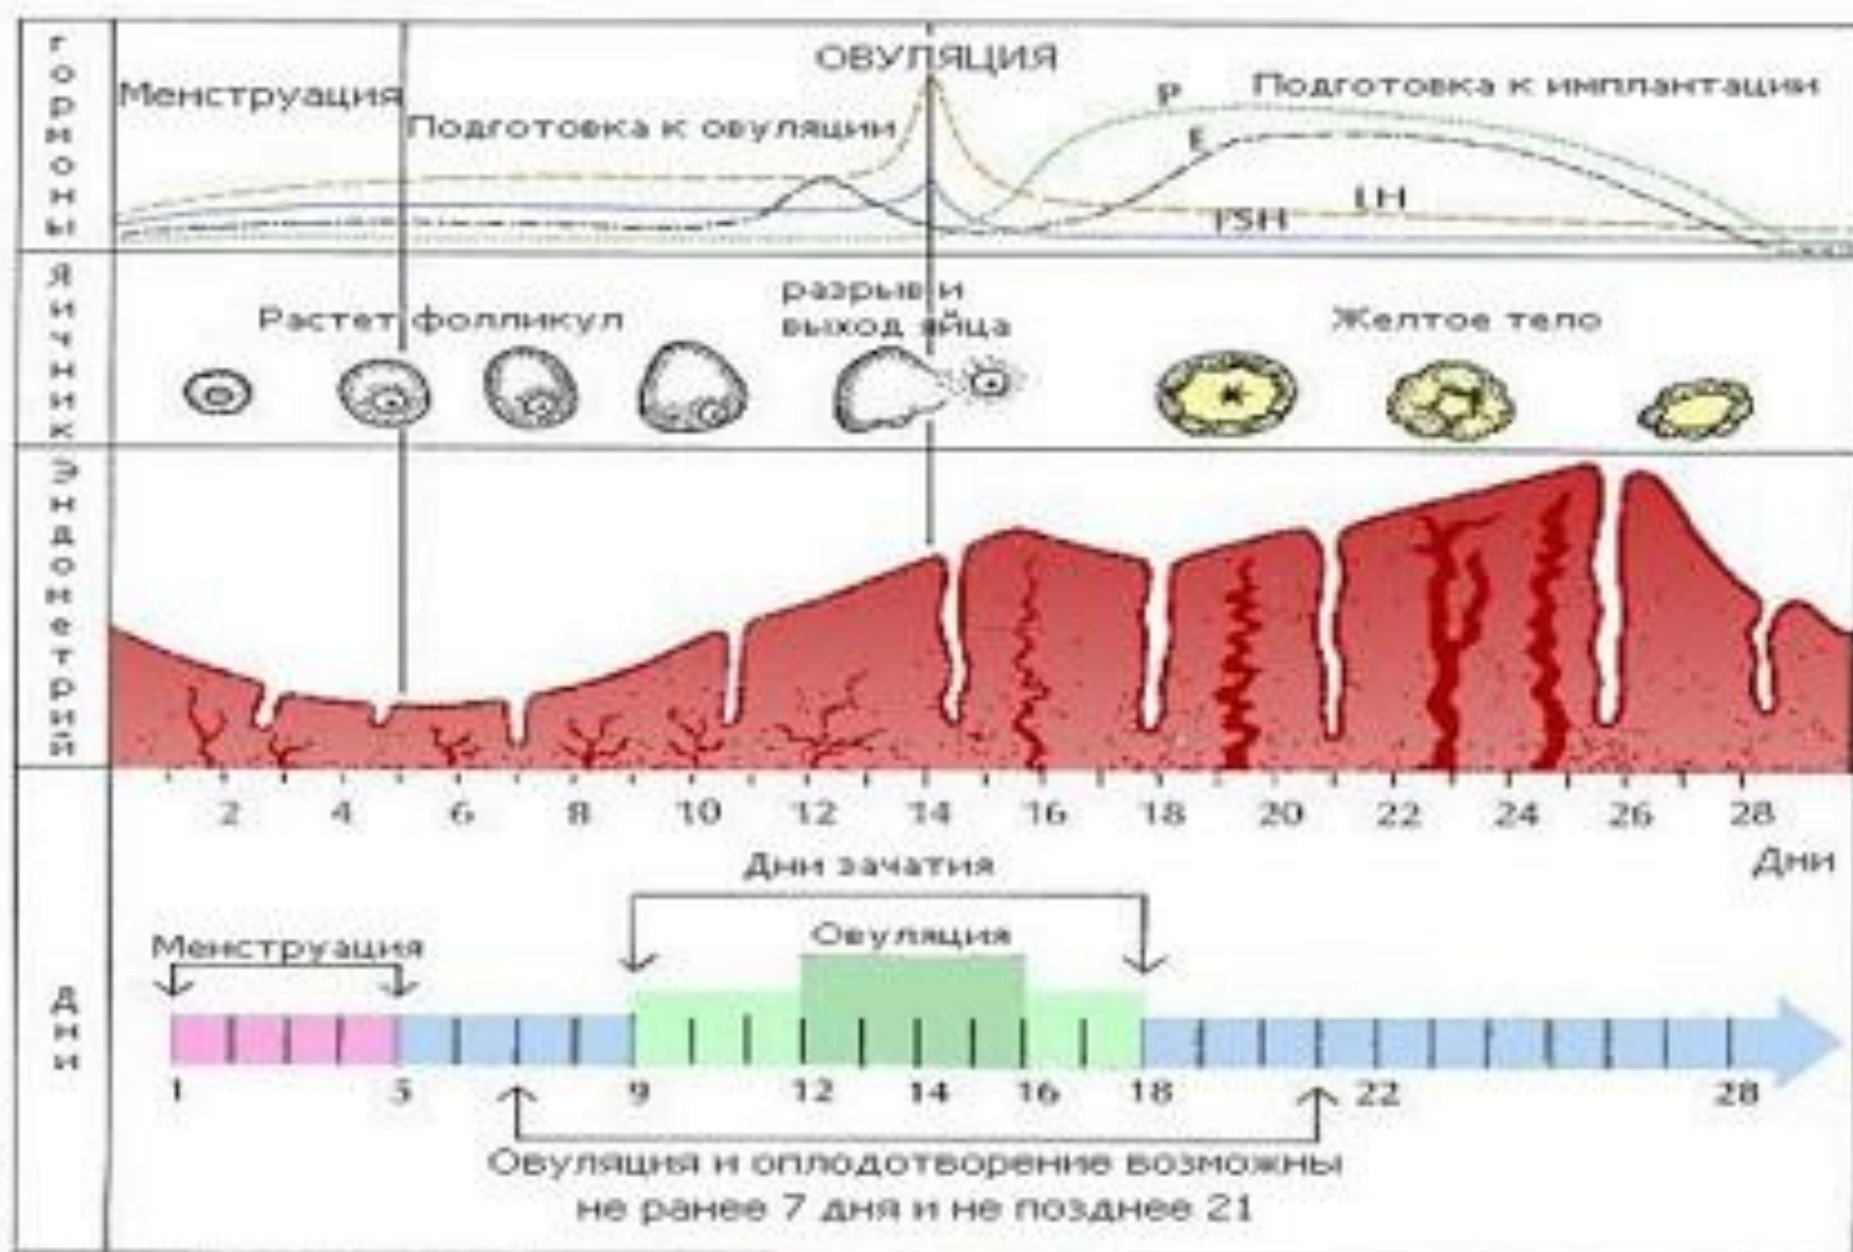 гормоны
Менструация
ОВУЛЯЦИЯ
Подготовка к овуляции
P
E
Подготовка к имплантации
LH
FSH
Яичник
Растет фолликул
разрыв и
выход яйца
Желтое тело
Эндометрий
2 4 6 8 10 12 14 16 18 20 22 24 26 28
Дни
Дни зачатия
Менструация
Овуляция
Дни
1 5 9 12 14 16 18 22 28
Овуляция и оплодотворение возможны
не ранее 7 дня и не позднее 21